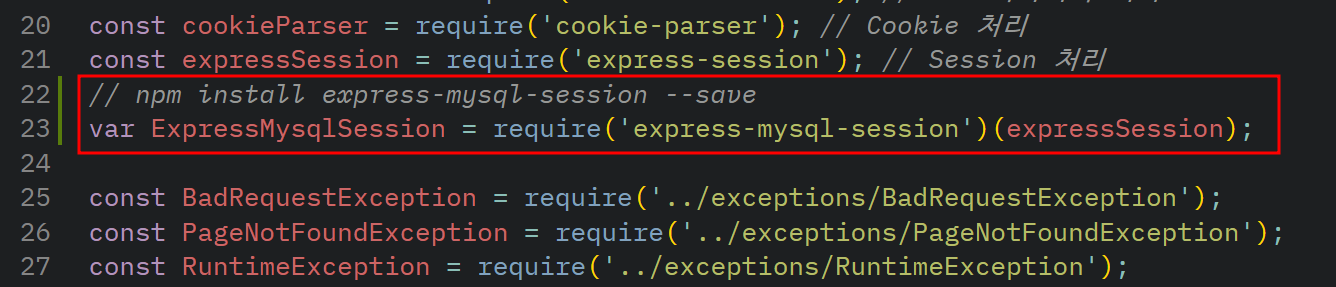 20 const cookieParser = require('cookie-parser'); // Cookie 처리
21 const expressSession = require('express-session'); // Session 처리
22 // npm install express-mysql-session --save
23 var ExpressMysqlSession = require('express-mysql-session')(expressSession);
24
25 const BadRequestException = require('../exceptions/BadRequestException');
26 const PageNotFoundException = require('../exceptions/PageNotFoundException');
27 const RuntimeException = require('../exceptions/RuntimeException');